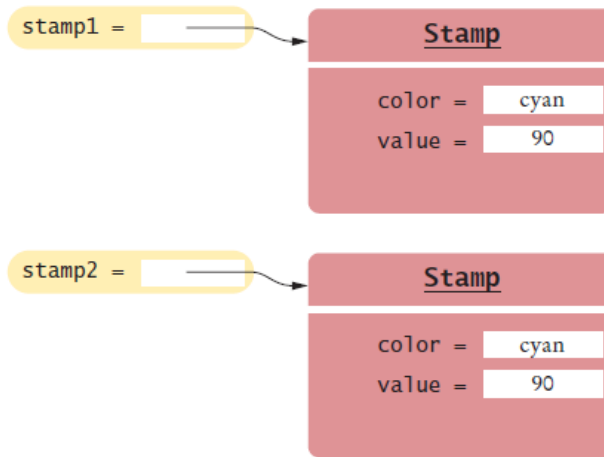 stamp1 =
Stamp
color = cyan
value = 90
stamp2 =
Stamp
color = cyan
value = 90